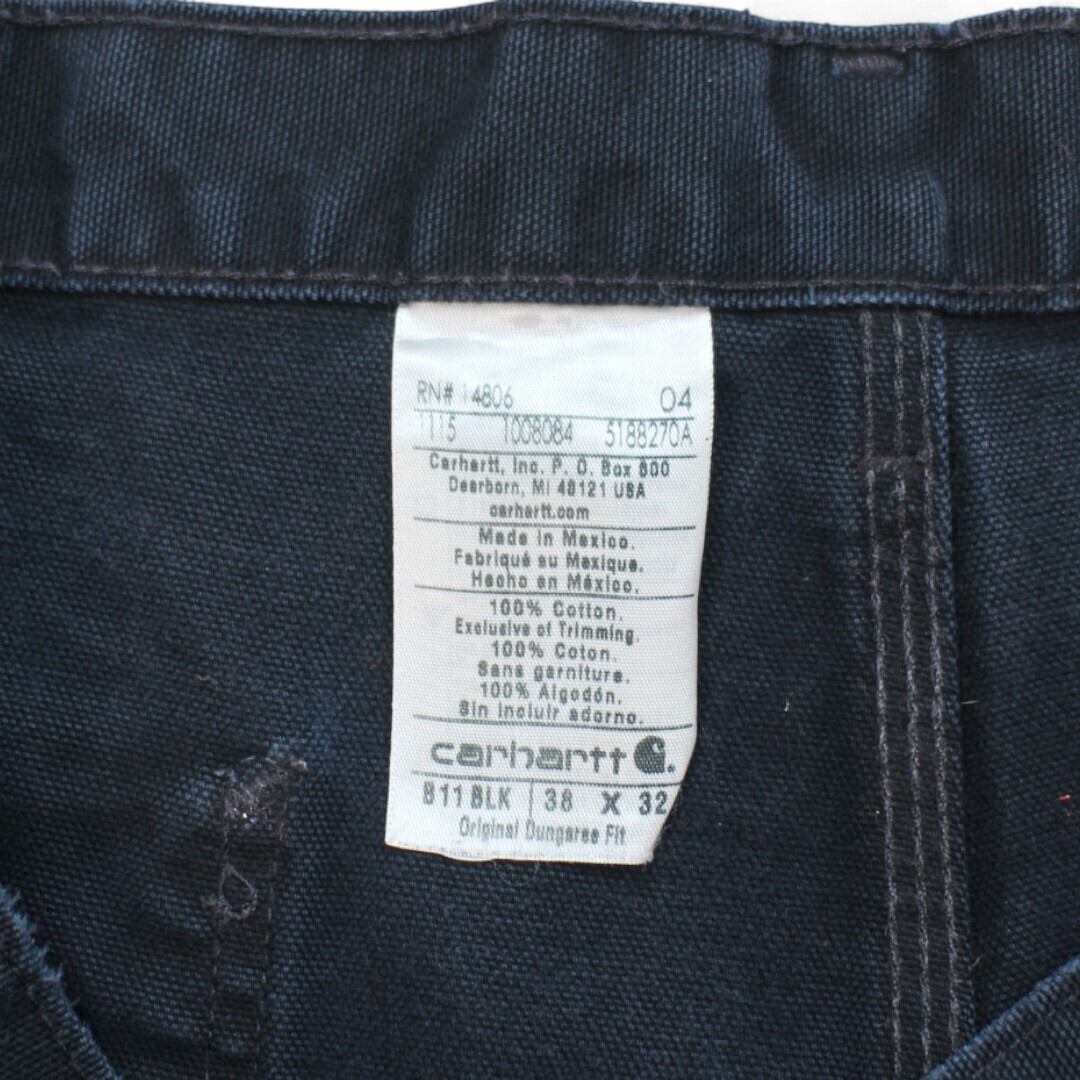 RN# 14806 04
1115 1008084 5188270A
Carhartt, Inc. P. O. Box 600
Dearborn, MI 48121 USA
carhartt.com
Made in Mexico.
Fabriqué au Mexique.
Hecho en México.
100% Cotton.
Exclusive of Trimming.
100% Coton.
Sans garniture.
100% Algodón.
Sin incluir adorno.
carhartt
B11 BLK 38 X 32
Original Dungaree Fit